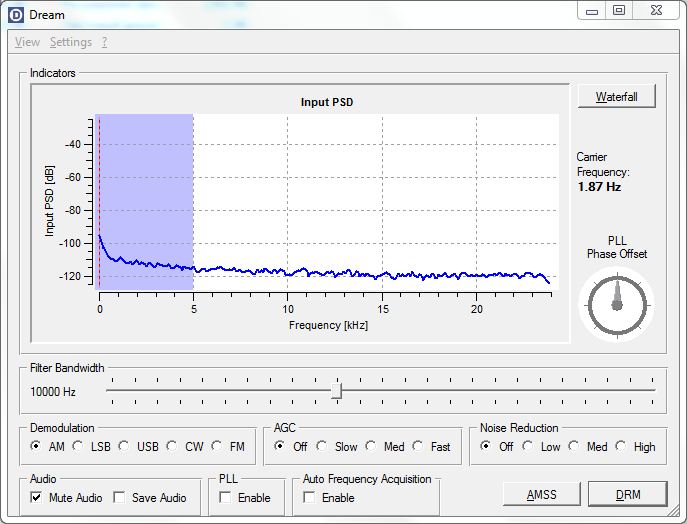 Dream
View Settings ?
Indicators
Input PSD
Waterfall
-40
-60
-80
-100
-120
Input PSD [dB]
0 5 10 15 20
Frequency [kHz]
Carrier
Frequency:
1.87 Hz
PLL
Phase Offset
Filter Bandwidth
10000 Hz
Demodulation
AM LSB USB CW FM
AGC
Off Slow Med Fast
Noise Reduction
Off Low Med High
Audio
Mute Audio Save Audio
PLL
Enable
Auto Frequency Acquisition
Enable
AMSS
DRM